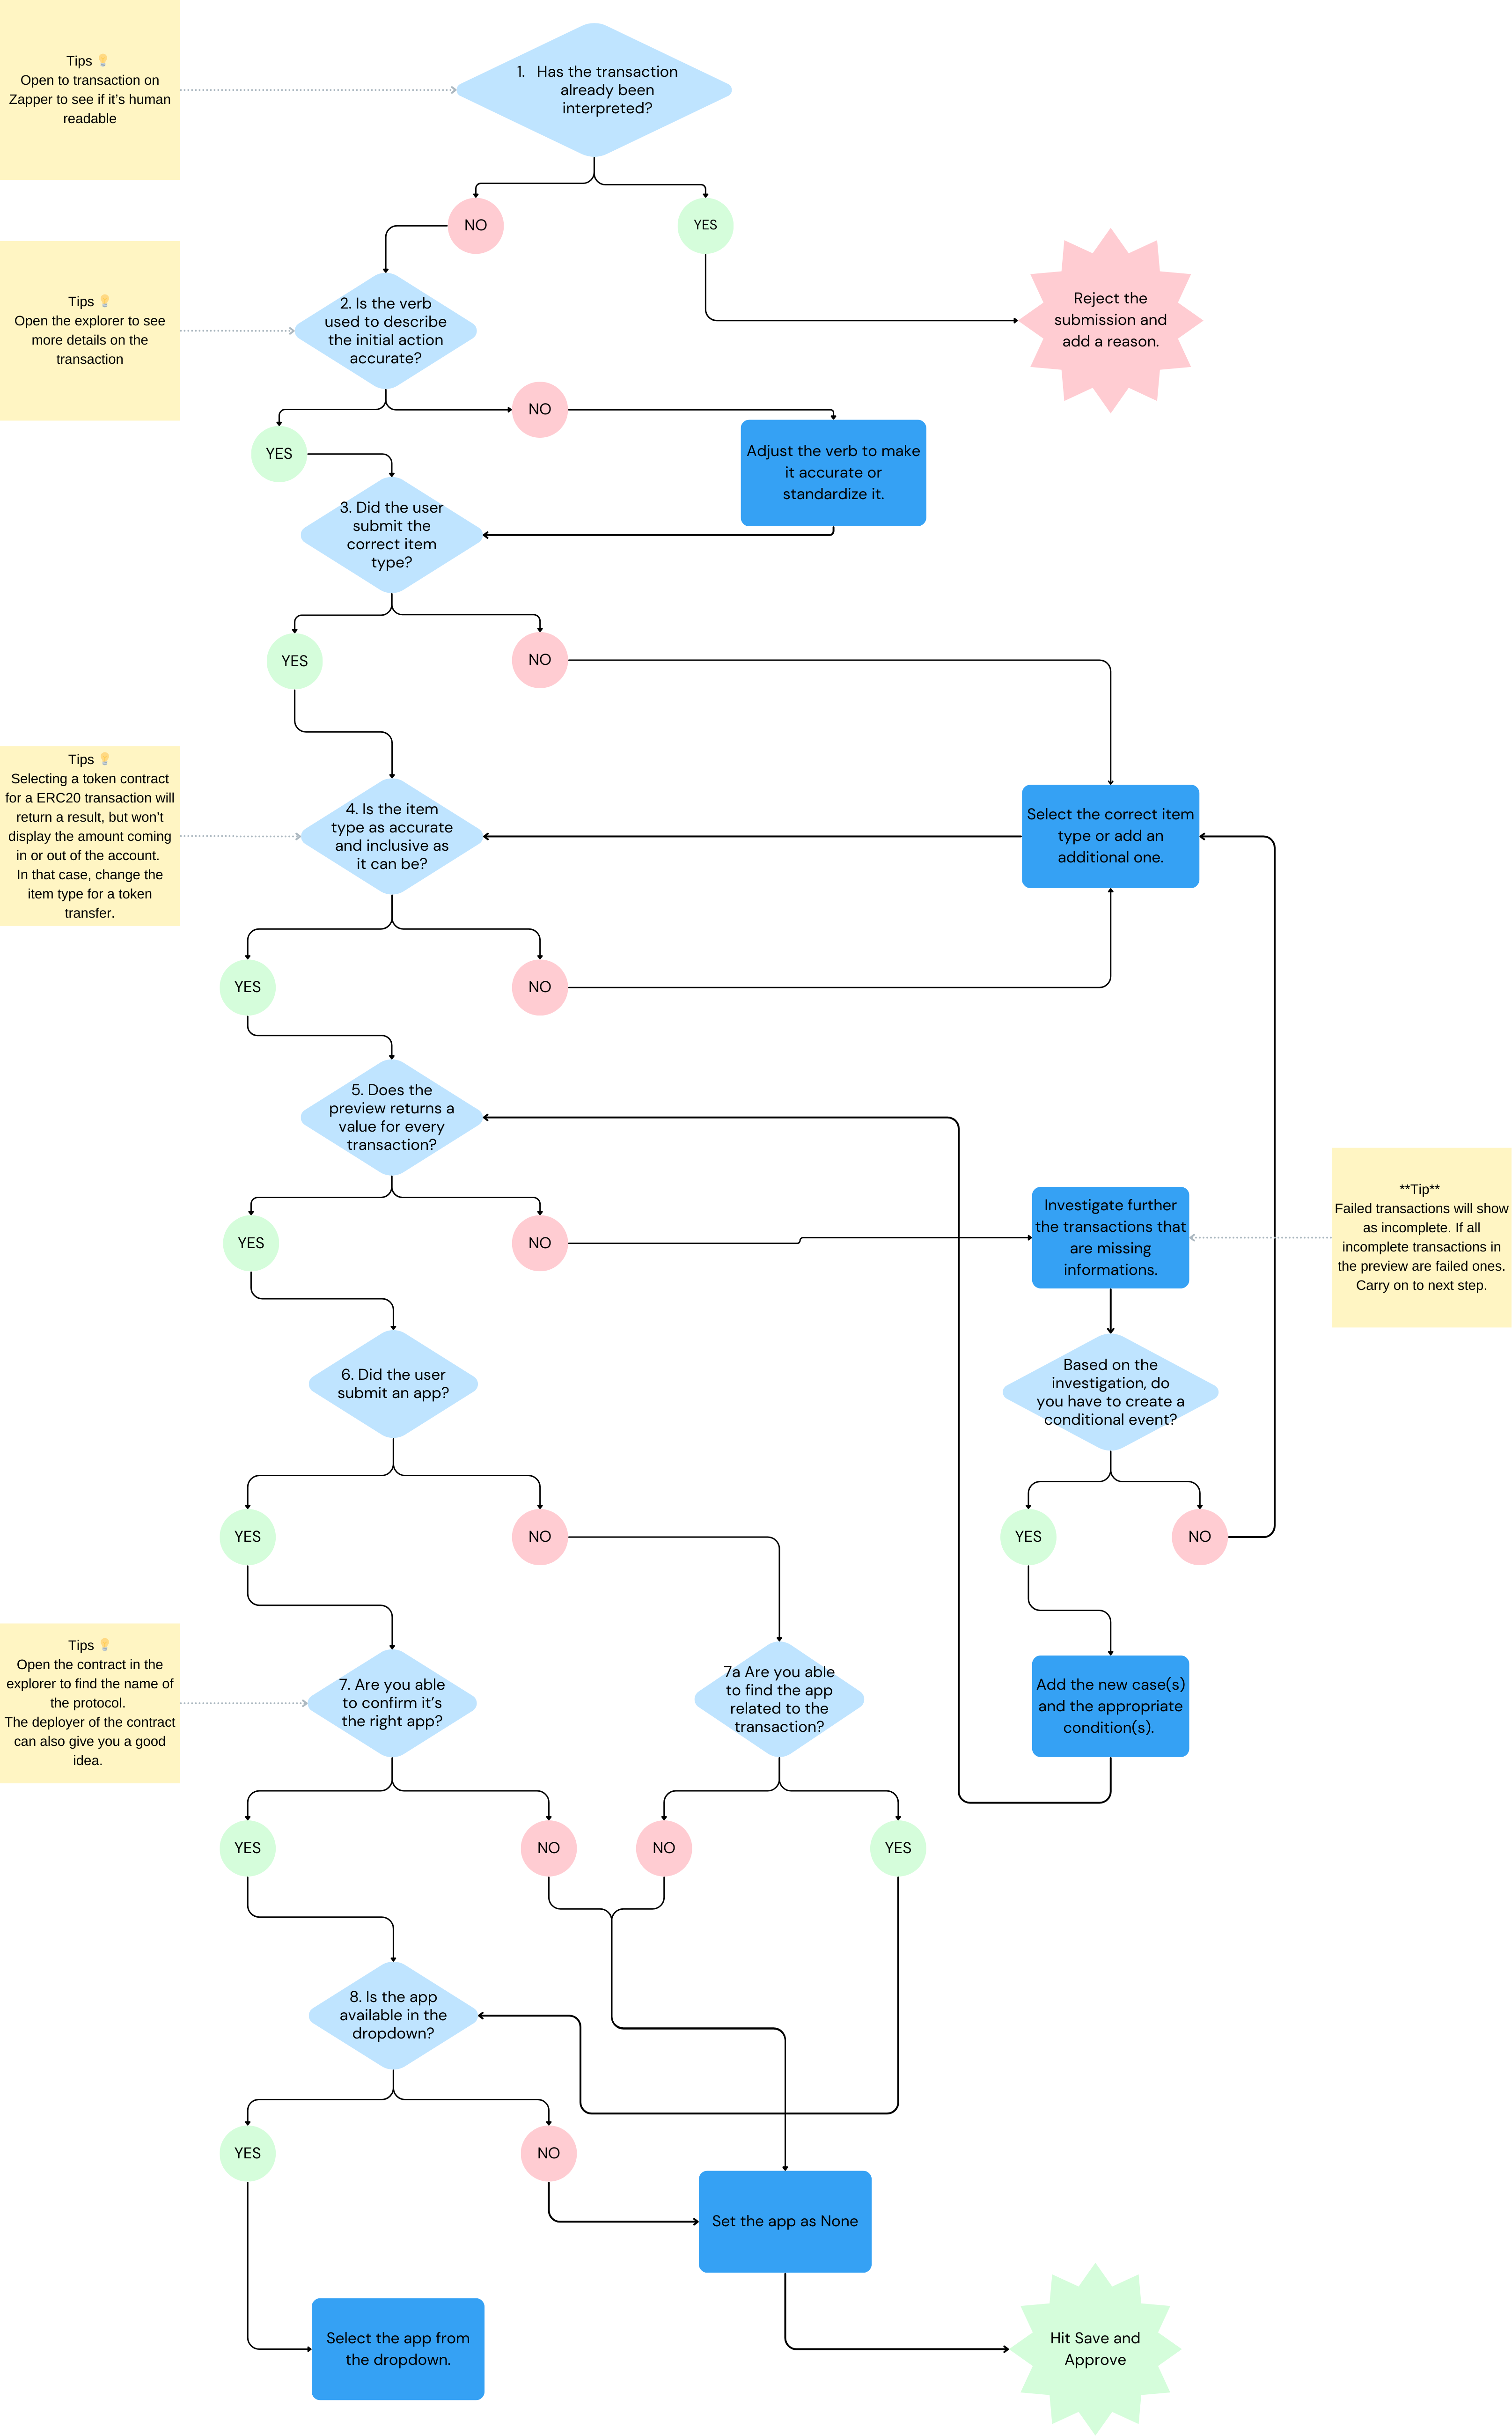 Tips 💡
Open to transaction on
Zapper to see if it's human
readable
1. Has the transaction
already been
interpreted?
NO
YES
Tips 💡
Open the explorer to see
more details on the
transaction
2. Is the verb
used to describe
the initial action
accurate?
Reject the
submission and
add a reason.
NO
YES
Adjust the verb to make
it accurate or
standardize it.
3. Did the user
submit the
correct item
type?
YES
NO
Tips 💡
Selecting a token contract
for a ERC20 transaction will
return a result, but won't
display the amount coming
in or out of the account.
In that case, change the
item type for a token
transfer.
4. Is the item
type as accurate
and inclusive as
it can be?
Select the correct item
type or add an
additional one.
YES
NO
5. Does the
preview returns a
value for every
transaction?
YES
NO
Investigate further
the transactions that
are missing
informations.
**Tip**
Failed transactions will show
as incomplete. If all
incomplete transactions in
the preview are failed ones.
Carry on to next step.
6. Did the user
submit an app?
Based on the
investigation, do
you have to create a
conditional event?
YES
NO
YES
NO
Tips 💡
Open the contract in the
explorer to find the name of
the protocol.
The deployer of the contract
can also give you a good
idea.
7. Are you able
to confirm it's
the right app?
7a Are you able
to find the app
related to the
transaction?
Add the new case(s)
and the appropriate
condition(s).
YES
NO
NO
YES
8. Is the app
available in the
dropdown?
YES
NO
Set the app as None
Select the app from
the dropdown.
Hit Save and
Approve